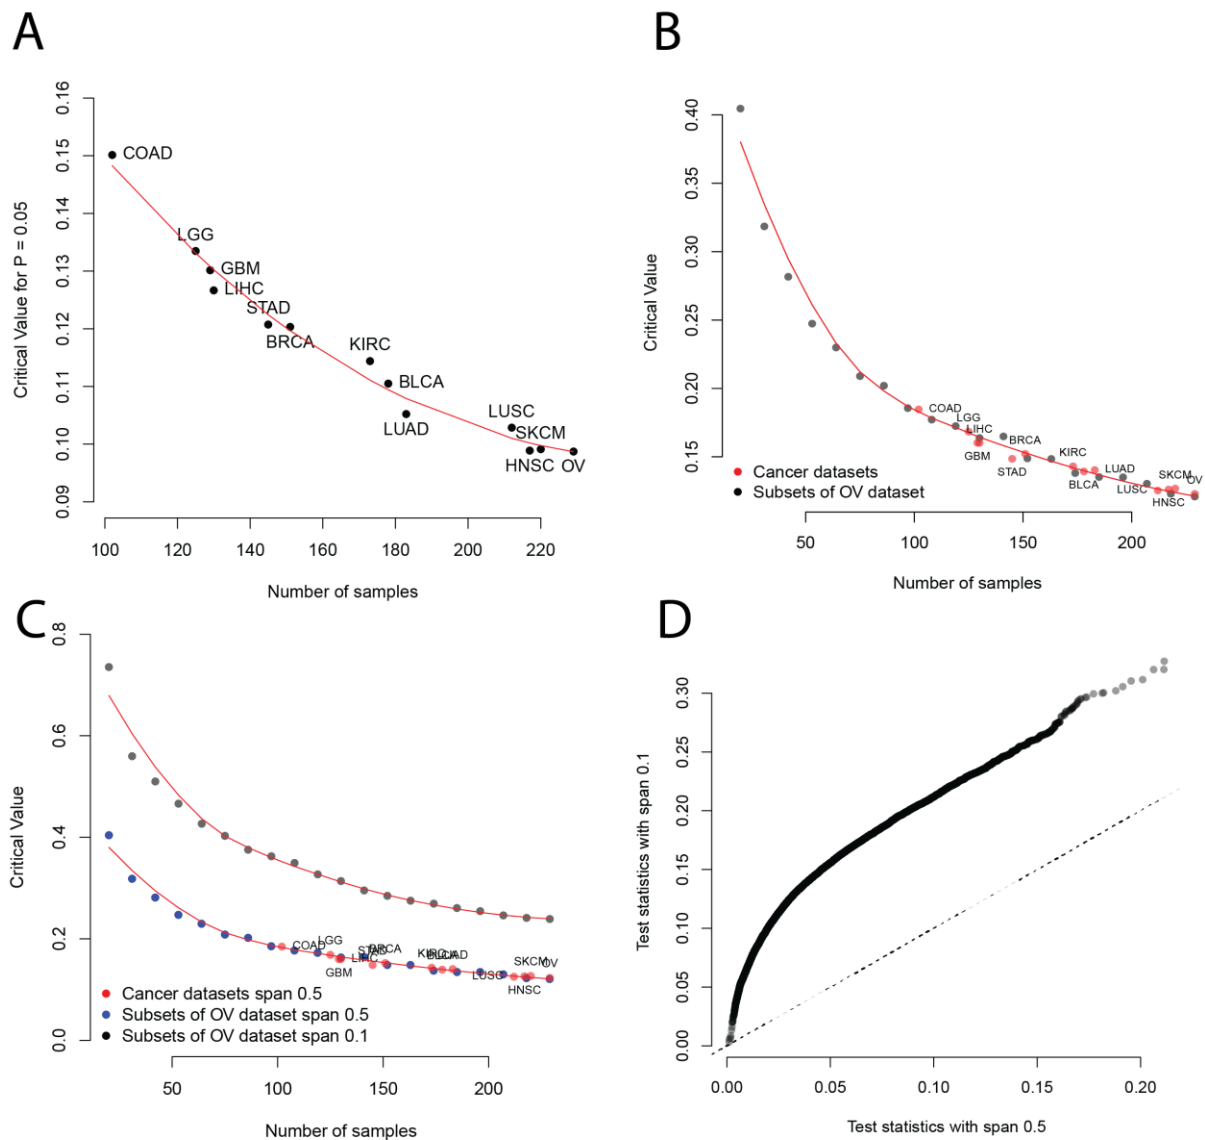 A
Critical Value for P = 0.05
0.16
0.15
0.14
0.13
0.12
0.11
0.10
0.09
COAD
LGG
GBM
LIHC
STAD
BRCA
KIRC
BLCA
LUAD
LUSC
SKCM
HNSC OV
100 120 140 160 180 200 220
Number of samples
B
Critical Value
0.40
0.35
0.30
0.25
0.20
0.15
COAD
LGG
LIHC
GBM
BRCA
STAD
KIRC
BLCA
LUAD
LUSC
SKCM
OV
HNSC
Cancer datasets
Subsets of OV dataset
50 100 150 200
Number of samples
C
Critical Value
0.8
0.6
0.4
0.2
0.0
COAD
LGG
GBM
LIHC
STAD
BRCA
KIRC
BLCA
LUAD
LUSC
SKCM
OV
HNSC
Cancer datasets span 0.5
Subsets of OV dataset span 0.5
Subsets of OV dataset span 0.1
50 100 150 200
Number of samples
D
Test statistics with span 0.1
0.30
0.25
0.20
0.15
0.10
0.05
0.00
0.00 0.05 0.10 0.15 0.20
Test statistics with span 0.5